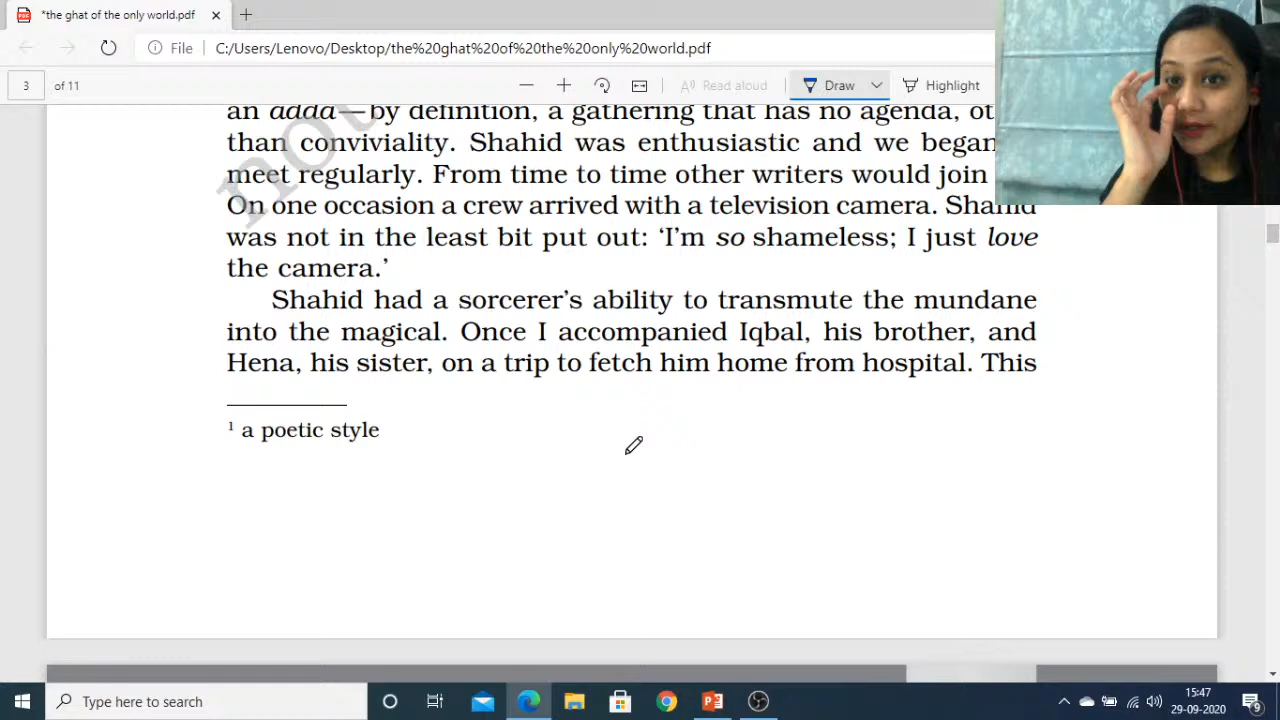 *the ghat of the only world.pdf
File C:/Users/Lenovo/Desktop/the%20ghat%20of%20the%20only%20world.pdf
3 of 11 Read aloud Draw Highlight
an adda—by definition, a gathering that has no agenda, ot
than conviviality. Shahid was enthusiastic and we began
meet regularly. From time to time other writers would join
On one occasion a crew arrived with a television camera. Shahid
was not in the least bit put out: ‘I’m so shameless; I just love
the camera.’
Shahid had a sorcerer’s ability to transmute the mundane
into the magical. Once I accompanied Iqbal, his brother, and
Hena, his sister, on a trip to fetch him home from hospital. This
¹ a poetic style
not
Type here to search
15:47
29-09-2020
9